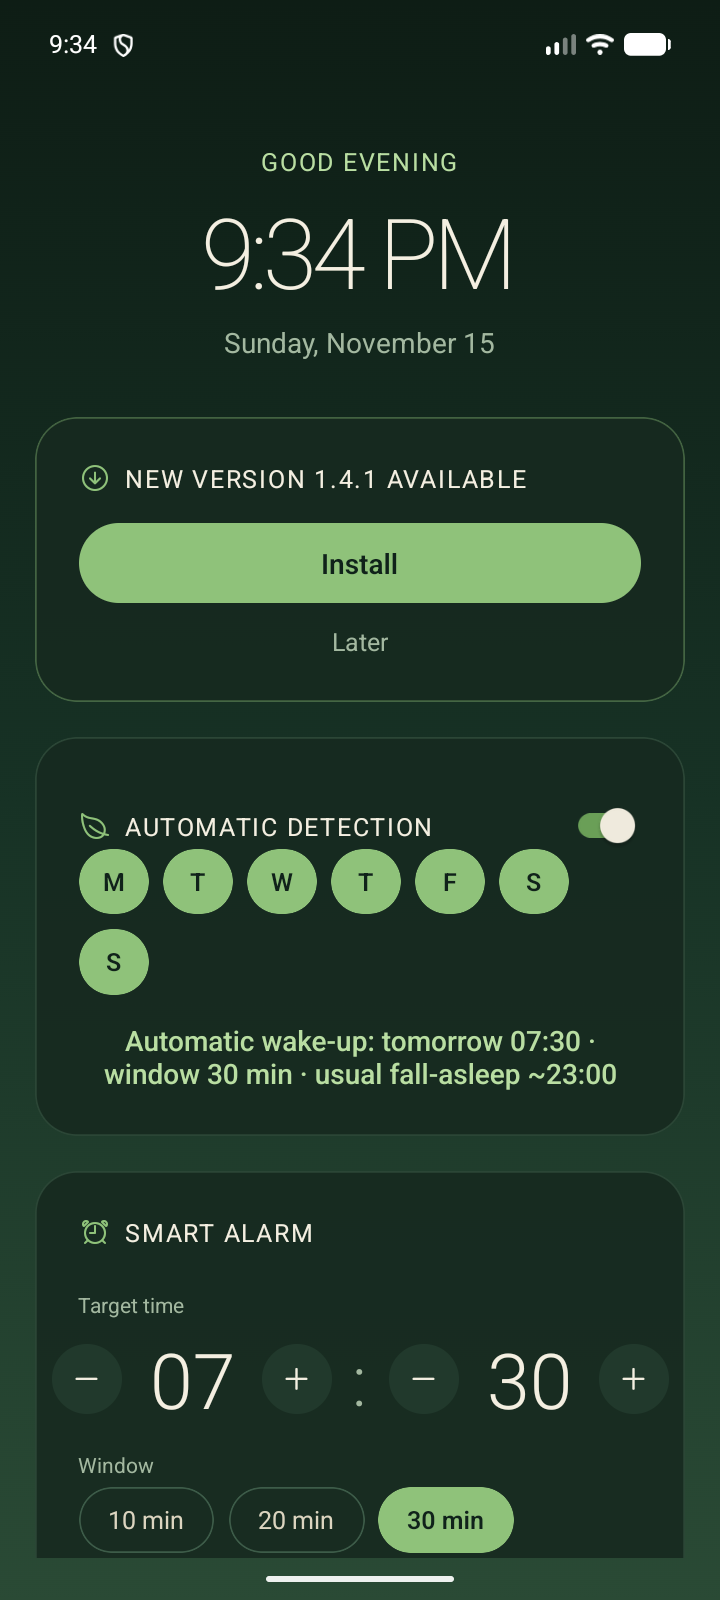 9:34
GOOD EVENING
9:34 PM
Sunday, November 15
NEW VERSION 1.4.1 AVAILABLE
Install
Later
AUTOMATIC DETECTION
M T W T F S
S
Automatic wake-up: tomorrow 07:30 ·
window 30 min · usual fall-asleep ~23:00
SMART ALARM
Target time
− 07 + : − 30 +
Window
10 min 20 min 30 min